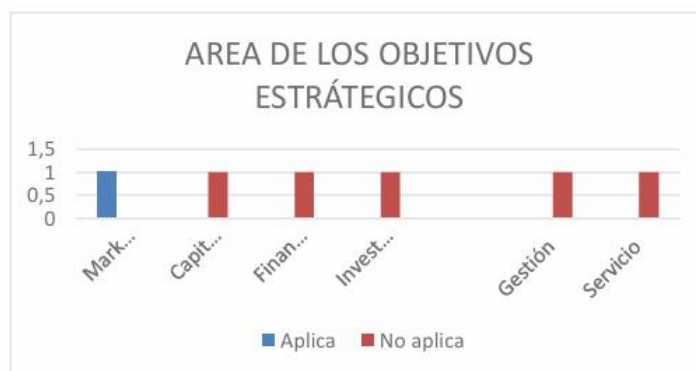 AREA DE LOS OBJETIVOS
ESTRÁTEGICOS
1,5
1
0,5
0
Mark...
Capit...
Finan...
Invest...
Gestión
Servicio
Aplica
No aplica